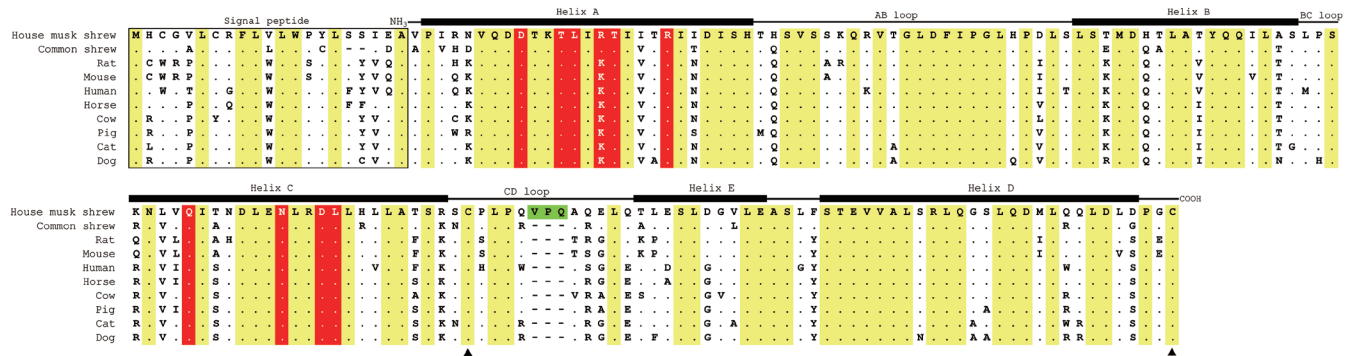 Signal peptide NH₃ Helix A AB loop Helix B BC loop
House musk shrew M H C G V L C R F L V L W P Y L S S I E A V P I R N V Q D D T K T L I R T I I T R I I D I S H T H S V S S K Q R V T G L D F I P G L H P D L S L S T M D H T L A T Y Q Q I L A S L P S
Common shrew . . . . A . . . . . L . . . C . - - . D . A . V H D . . . . . . . . . . . . V . . . N . . . . . Q . . . . . . . . . . . . . . . . . . . . . . . . E . . Q A . . . . . . . . T . . . .
Rat . C W R P . . . . . W . . S . . . Y V Q . . . . H K . . . . . . . . . K . . V . . . N . . . . . Q . . . . A R . . . . . . . . . . . . . . I . . . K . . Q . . T . . . . . . T . . . .
Mouse . C W R P . . . . . W . . S . . . Y V Q . . . . Q K . . . . . . . . . K . . V . . . N . . . . . Q . . . . A . . . . . . . . . . . . . . . I . . . K . . Q . . T . . . V . T . . . .
Human . . C W . T . . G . . W . . . . S F Y V Q . . . Q K . . . . . . . . . K . . V . . . N . . . . . Q . . . . . . . K . . . . . . . . . . . . I . T . K . . Q . . V . . . . . T . M . .
Horse . . . . P . . Q . . W . . . . . F F . . . . . . . K . . . . . . . . . K . . V . . . N . . . . . Q . . . . . . . . . . . . . . . . . . . . L . . . K . . Q . . I . . . . . T . . . .
Cow . R . . P . Y . . . W . . . . . . S V . . . . . C K . . . . . . . . . K . . V . . . N . . . . . Q . . . . . . . . . . . . . . . . . . . . L . . . K . . Q . . I . . . . . T . . . .
Pig . R . . P . . . . . W . . . . . . Y V . . . . . W R . . . . . . . . . K . . V . . . S . . . . M Q . . . . . . . . . . . . . . . . . . . . V . . . K . . Q . . I . . . . . T . . . .
Cat . L . . P . . . . . W . . . . . . Y V . . . . . . K . . . . . . . . . K . . V . . . N . . . . . Q . . . . . . . . A . . . . . . . . . . . I . . . K . . Q . . I . . . . . T G . . .
Dog . R . . P . . . . . W . . . . . . C V . . . . . . K . . . . . . . . . K . . V A . . N . . . . . Q . . . . . . . . A . . . . . . . . Q . V . . . R . . Q . . I . . . . . N . . H .
Helix C CD loop Helix E Helix D COOH
House musk shrew K N L V Q I T N D L E N L R D L L H L L A T S R S C P L P Q V P Q A Q E L Q T L E S L D G V L E A S L F S T E V V A L S R L Q G S L Q D M L Q Q L D L D P G C
Common shrew R . V . . . A . . . . . . . . . . R . . . . . K N . . . . R - - - . . R . . A . . . . . . L . . . . . . . . . . . . . . . . . . . . . . . . R . . . . G . . .
Rat Q . V L . . A H . . . . . . . . . . . . . F . K . . S . . . - - - . T R G . K P . . . . . . . . . . . Y . . . . . . . . . . . . . . . . I . . . . . . S . E .
Mouse Q . V L . . A . . . . . . . . . . . . . . F . K . . S . . . - - - . T S G . K P . . . . . . . . . . . Y . . . . . . . . . . . . . . . . I . . . . . V S . E .
Human R . V I . . S . . . . . . . . . . . V . . F . K . . H . . W - - - . . S G . E . . D . . G . . . . . G Y . . . . . . . . . . . . . . . . . . W . . . . S . . .
Horse R . V I . . S . . . . . . . . . . . . . . . . K . . . . . . - - - . . R G . E . . A . . G . . . . . . . . . . . . . . . . . . . . . . . . . . . . . . S . . .
Cow R . V . . . S . . . . . . . . . . . . . . . . K . . . . . . - - - . V R A . E S . . . . . G V . . . . Y . . . . . . . . . . . . . . . . . . R . . . . S . . .
Pig R . V I . . S . . . . . . . . . . . . . . . . K . . . . . . - - - . . R A . E . . . . . G . . . . . . . . . . . . . . . . . . . A . . . . . R . . . . S . . .
Cat R . V . . . S . . . . . . . . . . . . . . . . K N . . . . R - - - . . R G . E . . . . . G . A . . . . Y . . . . . . . . . . . G A . . . . . W R . . . S . . .
Dog R . V . . . S . . . . . . . . . . . . . . . . K . . . . . R - - - . . R G . E . F . . . G . . . . . . Y . . . . . . . N . . . A A . . . . . R R . . . S . . .